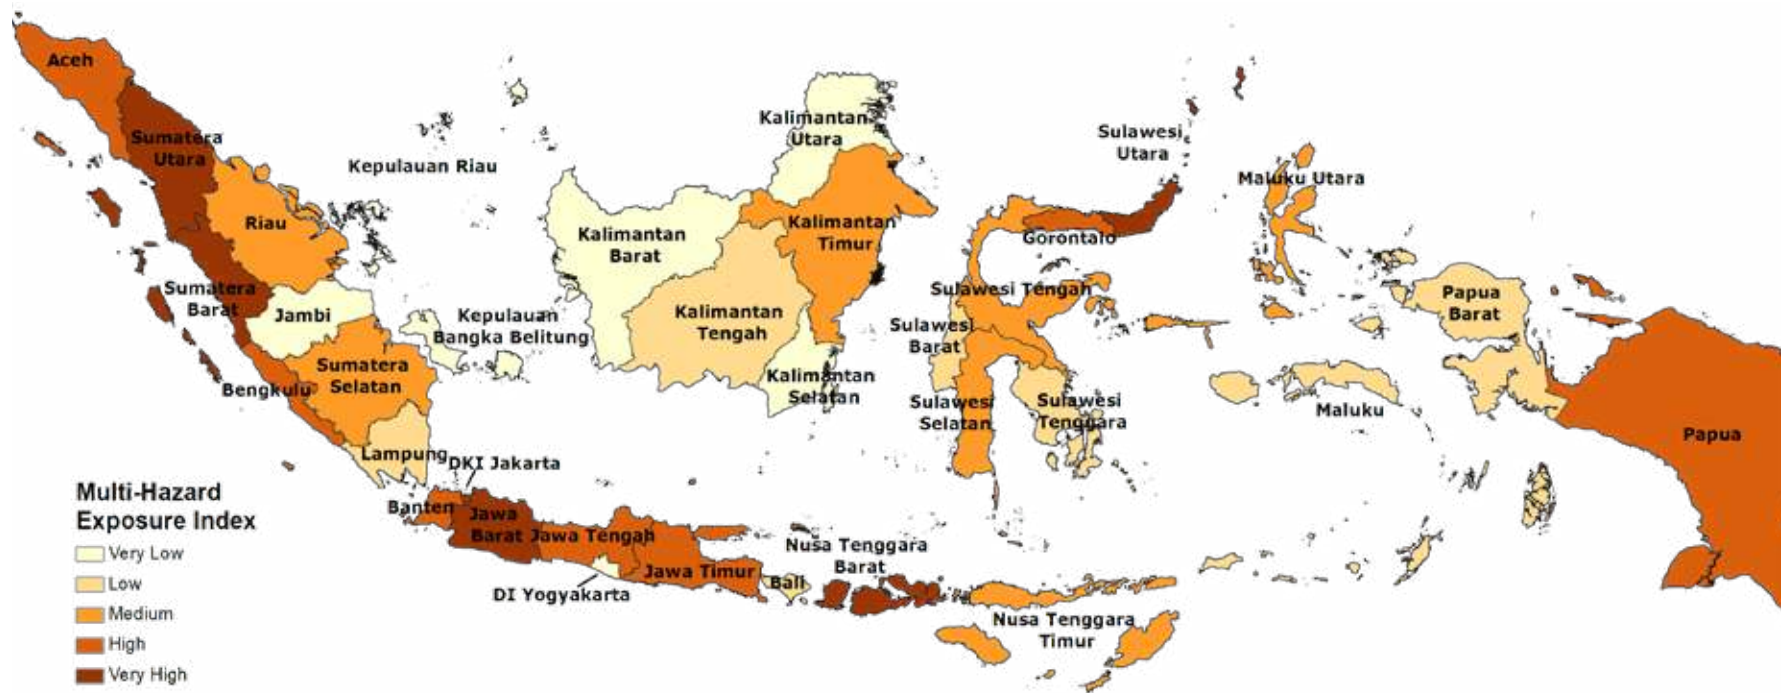 Aceh
Sumatera
Utara
Kepulauan Riau
Riau
Sumatera
Barat
Jambi
Kepulauan
Bangka Belitung
Sumatera
Selatan
Bengkulu
Lampung
DKI Jakarta
Banten
Jawa
Barat
Jawa Tengah
DI Yogyakarta
Jawa Timur
Bali
Nusa Tenggara
Barat
Nusa Tenggara
Timur
Kalimantan
Utara
Kalimantan
Barat
Kalimantan
Timur
Kalimantan
Tengah
Kalimantan
Selatan
Sulawesi
Utara
Gorontalo
Sulawesi Tengah
Sulawesi
Barat
Sulawesi
Selatan
Sulawesi
Tenggara
Maluku Utara
Maluku
Papua
Barat
Papua
Multi-Hazard
Exposure Index
Very Low
Low
Medium
High
Very High